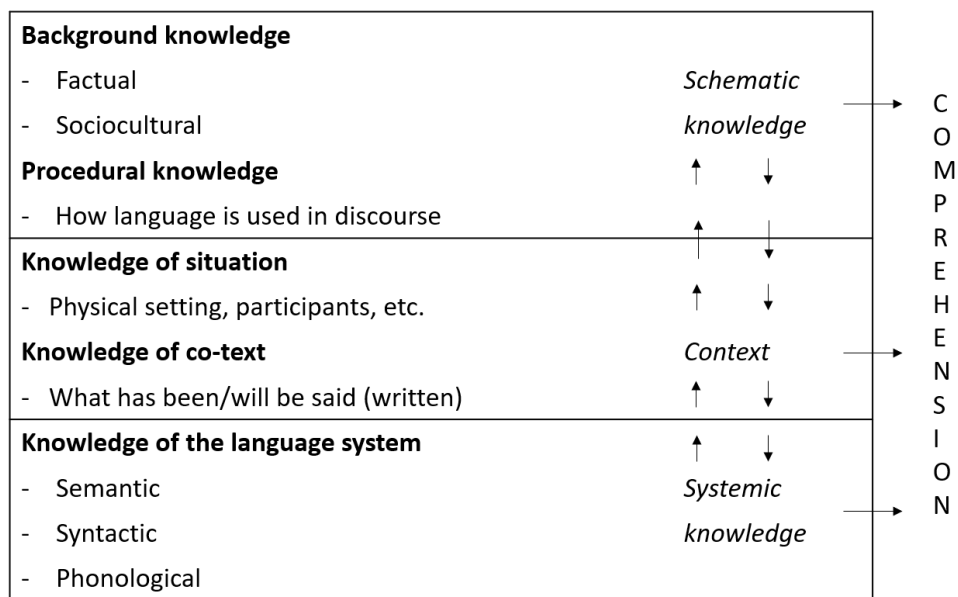 Background knowledge
- Factual
Schematic
- Sociocultural
knowledge
Procedural knowledge
- How language is used in discourse
Knowledge of situation
- Physical setting, participants, etc.
Knowledge of co-text
Context
- What has been/will be said (written)
Knowledge of the language system
- Semantic
Systemic
- Syntactic
knowledge
- Phonological
COMPREHENSION